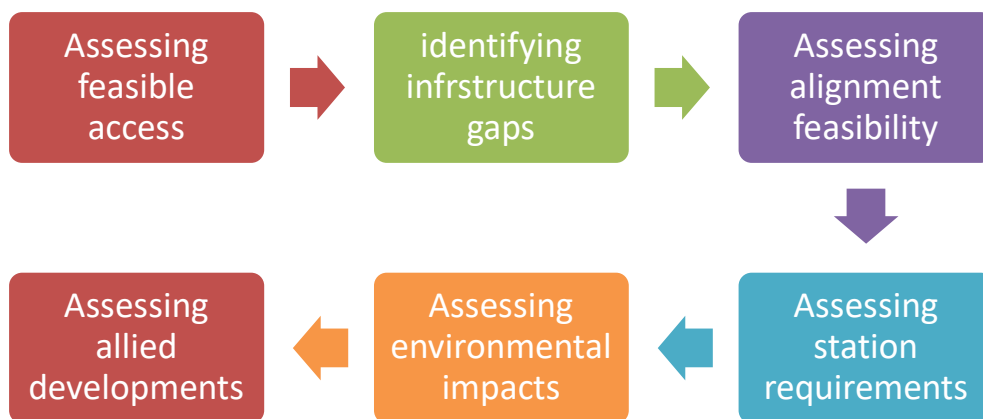 Assessing
feasible
access
identifying
infrstructure
gaps
Assessing
alignment
feasibility
Assessing
station
requirements
Assessing
environmental
impacts
Assessing
allied
developments